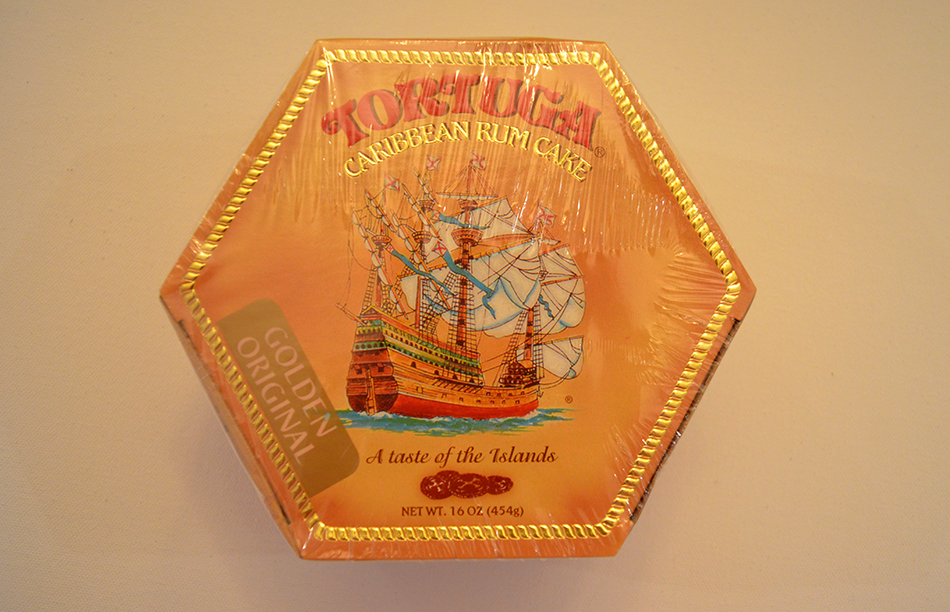 TORTUGA®
CARIBBEAN RUM CAKE
GOLDEN
ORIGINAL
®
A taste of the Islands
NET WT. 16 OZ (454g)